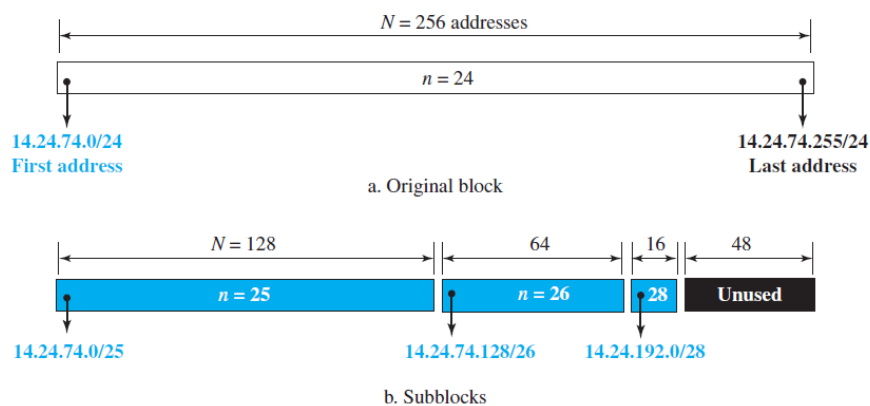 N = 256 addresses
n = 24
14.24.74.0/24
First address
14.24.74.255/24
Last address
a. Original block
N = 128 64 16 48
n = 25 n = 26 28 Unused
14.24.74.0/25 14.24.74.128/26 14.24.192.0/28
b. Subblocks